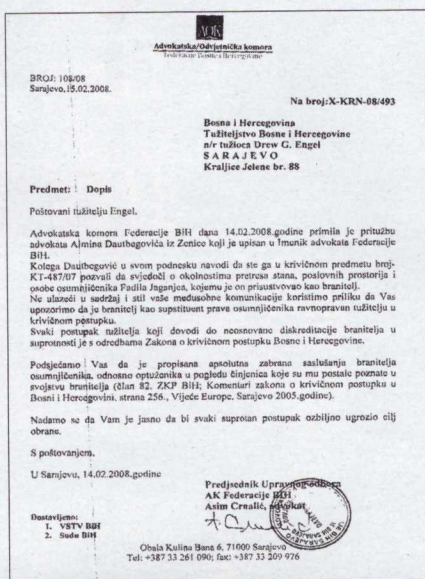 AOK
Advokatska/Odvjetnička komora
Federacije Bosne i Hercegovine
BROJ: 108/08
Sarajevo,15.02.2008.
Na broj:X-KRN-08/493
Bosna i Hercegovina
Tužiteljstvo Bosne i Hercegovine
n/r tužioca Drew G. Engel
S A R A J E V O
Kraljice Jelene br. 88
Predmet: Dopis
Poštovani tužitelju Engel,
Advokatska komora Federacije BiH dana 14.02.2008.godine primila je pritužbu
advokata Almina Dautbegovića iz Zenice koji je upisan u Imenik advokata Federacije
BiH.
Kolega Dautbegović u svom podnesku navodi da ste ga u krivičnom predmetu broj-
KT-487/07 pozvali da svjedoči o okolnostima pretresa stana, poslovnih prostorija i
osobe osumnjičenika Fadila Jaganjca, kojemu je on prisustvovao kao branitelj.
Ne ulazeći u sadržaj i stil vaše međusobne komunikacije koristimo priliku da Vas
upozorimo da je branitelj kao supstituent prava osumnjičenika ravnopravan tužitelju u
krivičnom postupku.
Svaki postupak tužitelja koji dovodi do neosnovane diskreditacije branitelja u
suprotnosti je s odredbama Zakona o krivičnom postupku Bosne i Hercegovine.
Podsjećamo Vas da je propisana apsolutna zabrana saslušanja branitelja
osumnjičenika, odnosno optuženika u pogledu činjenica koje su mu postale poznate u
svojstvu branitelja (član 82. ZKP BiH; Komentari zakona o krivičnom postupku u
Bosni i Hercegovini, strana 256., Vijeće Europe, Sarajevo 2005.godine).
Nadamo se da Vam je jasno da bi svaki suprotan postupak ozbiljno ugrozio cilj
obrane.
S poštovanjem,
U Sarajevu, 14.02.2008.godine
Predjsednik Upravnog odbora
AK Federacije BIH
Asim Crnalić, advokat
Dostavljeno:
1. VSTV BIH
2. Sudu BIH
Obala Kulina Bana 6, 71000 Sarajevo
Tel: +387 33 261 090; fax: +387 33 209 976